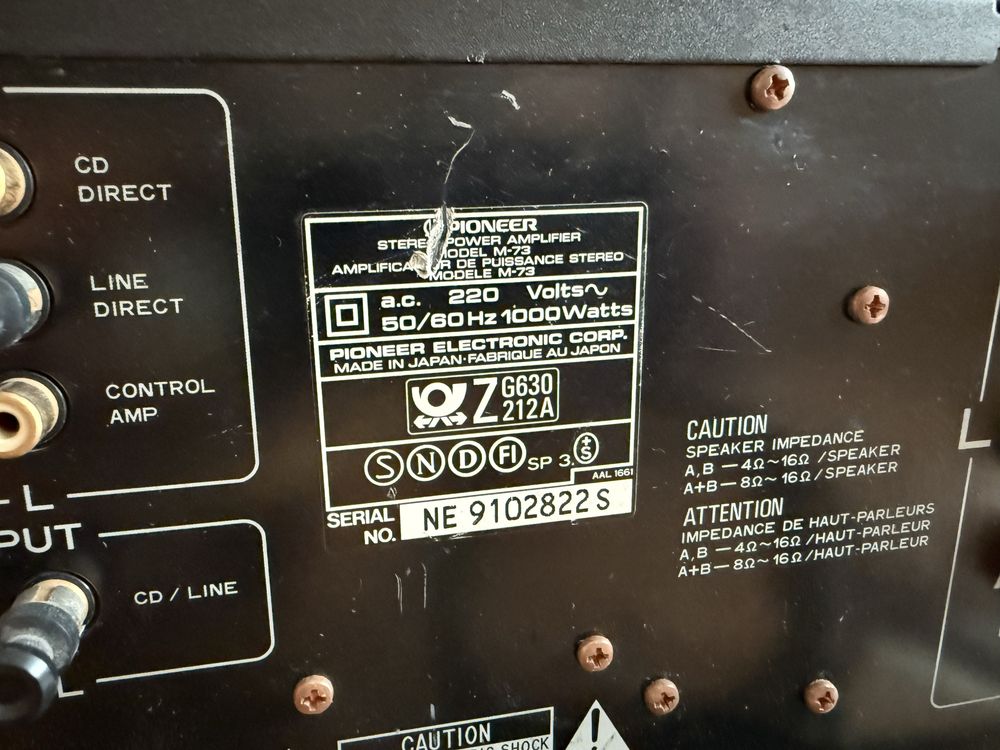 CD
DIRECT
LINE
DIRECT
CONTROL
AMP
L
CD / LINE
PIONEER
STEREO POWER AMPLIFIER
MODEL M-73
AMPLIFICATEUR DE PUISSANCE STEREO
MODELE M-73
a.c. 220 Volts~
50/60 Hz 1000 Watts
PIONEER ELECTRONIC CORP.
MADE IN JAPAN·FABRIQUE AU JAPON
Z G630
212A
S N D FI SP 3. +S
AAL 1661
SERIAL
NO. NE 9102822 S
CAUTION
SPEAKER IMPEDANCE
A, B — 4Ω~16Ω /SPEAKER
A+B — 8Ω~16Ω /SPEAKER
ATTENTION
IMPEDANCE DE HAUT-PARLEURS
A, B — 4Ω~16Ω /HAUT-PARLEUR
A+B — 8Ω~16Ω /HAUT-PARLEUR
L
CAUTION
SHOCK